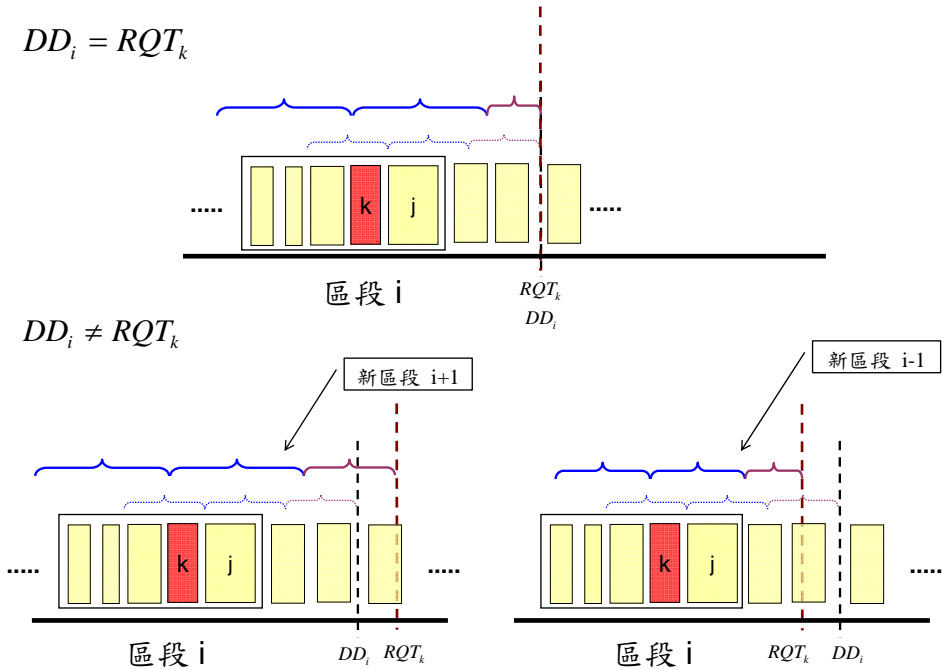 DD_i = RQT_k
..... k j .....
區段 i
RQT_k
DD_i
DD_i ≠ RQT_k
新區段 i+1
..... k j .....
區段 i
DD_i RQT_k
新區段 i-1
k j .....
區段 i
RQT_k DD_i